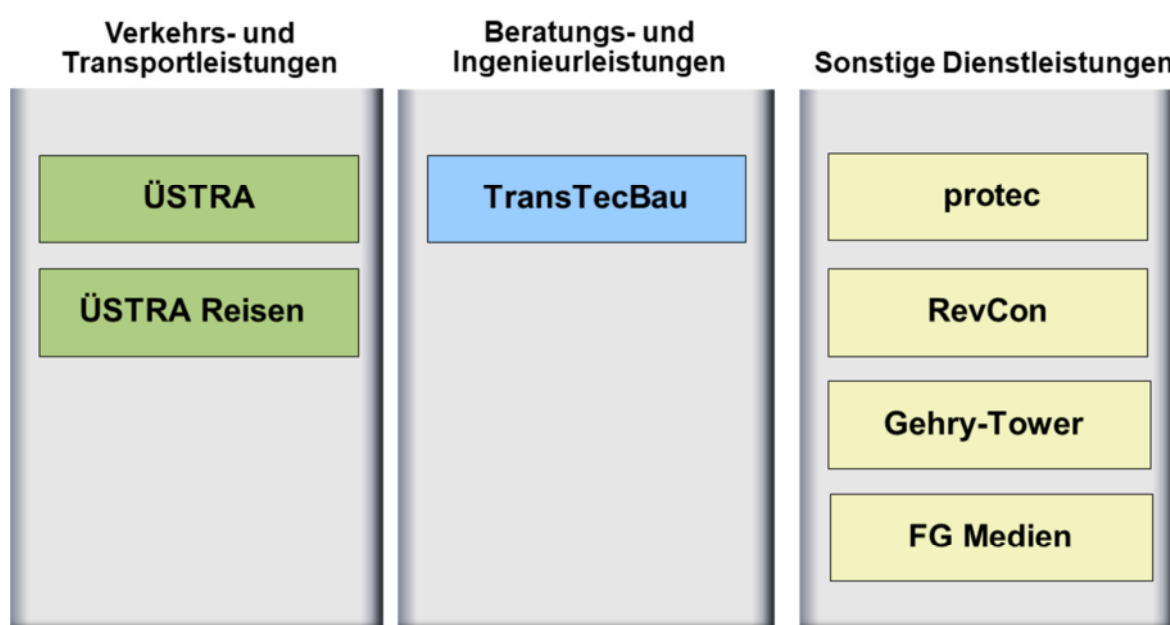 Verkehrs- und
Transportleistungen
ÜSTRA
ÜSTRA Reisen
Beratungs- und
Ingenieurleistungen
TransTecBau
Sonstige Dienstleistungen
protec
RevCon
Gehry-Tower
FG Medien